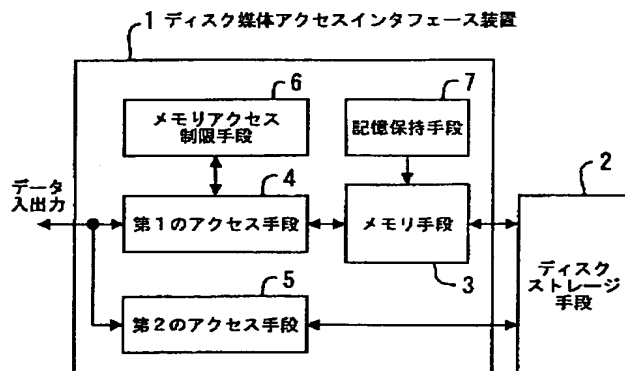 1 ディスク媒体アクセスインタフェース装置
6
メモリアクセス
制限手段
7
記憶保持手段
データ
入出力
4
第1のアクセス手段
メモリ手段
3
2
ディスク
ストレージ
手段
5
第2のアクセス手段